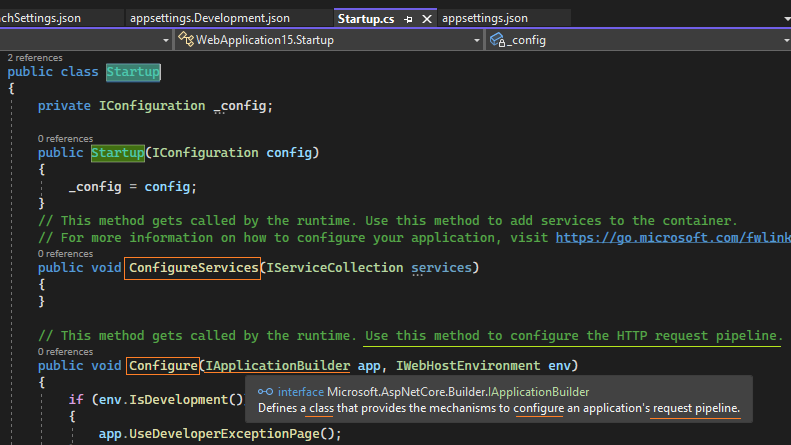 chSettings.json appsettings.Development.json Startup.cs appsettings.json
WebApplication15.Startup _config
2 references
public class Startup
{
private IConfiguration _config;
0 references
public Startup(IConfiguration config)
{
_config = config;
}
// This method gets called by the runtime. Use this method to add services to the container.
// For more information on how to configure your application, visit https://go.microsoft.com/fwlink
0 references
public void ConfigureServices(IServiceCollection services)
{
}
// This method gets called by the runtime. Use this method to configure the HTTP request pipeline.
0 references
public void Configure(IApplicationBuilder app, IWebHostEnvironment env)
{
if (env.IsDevelopment()
interface Microsoft.AspNetCore.Builder.IApplicationBuilder
Defines a class that provides the mechanisms to configure an application's request pipeline.
{
app.UseDeveloperExceptionPage();